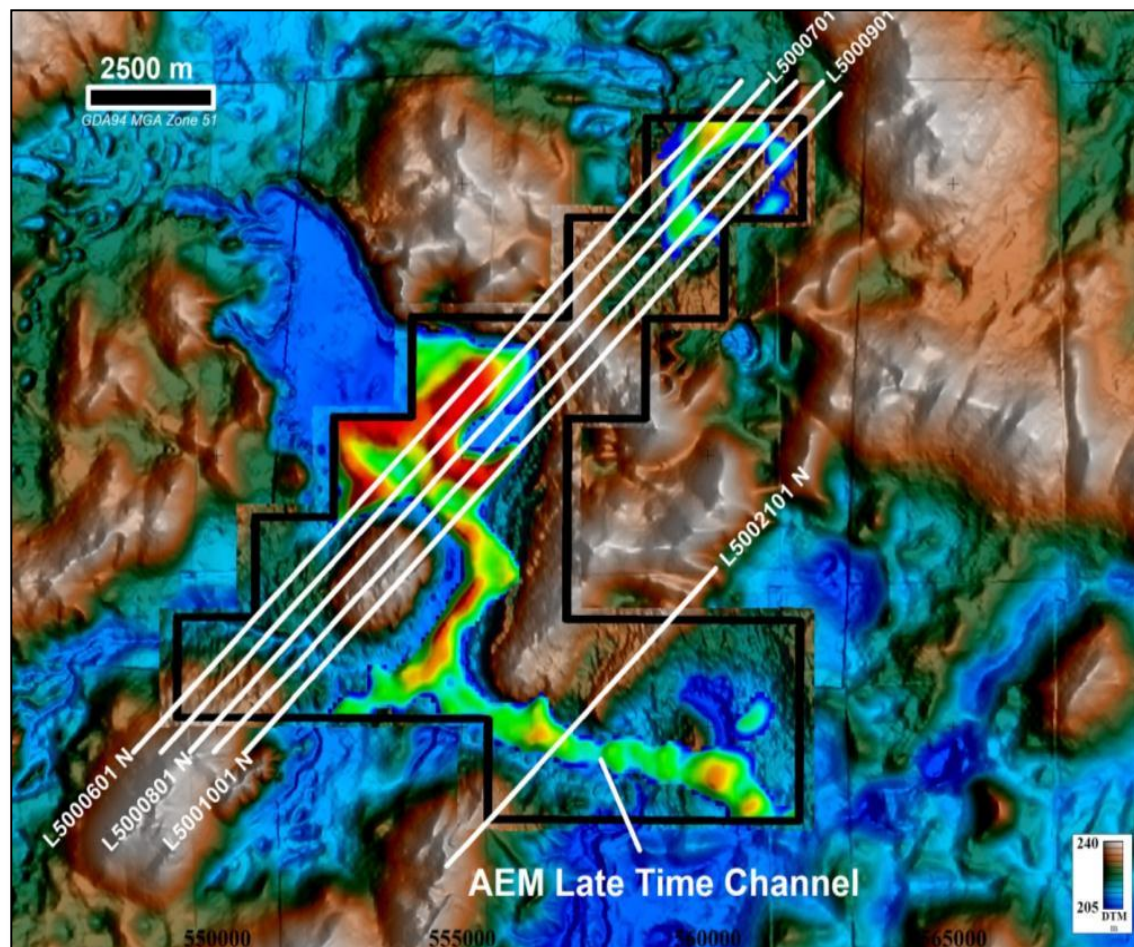 2500 m
GDA94 MGA Zone 51
L5000701
L5000901
L5002101 N
L5000601 N
L5000801 N
L5001001 N
AEM Late Time Channel
240
205
DTM
m
550000
555000
560000
565000